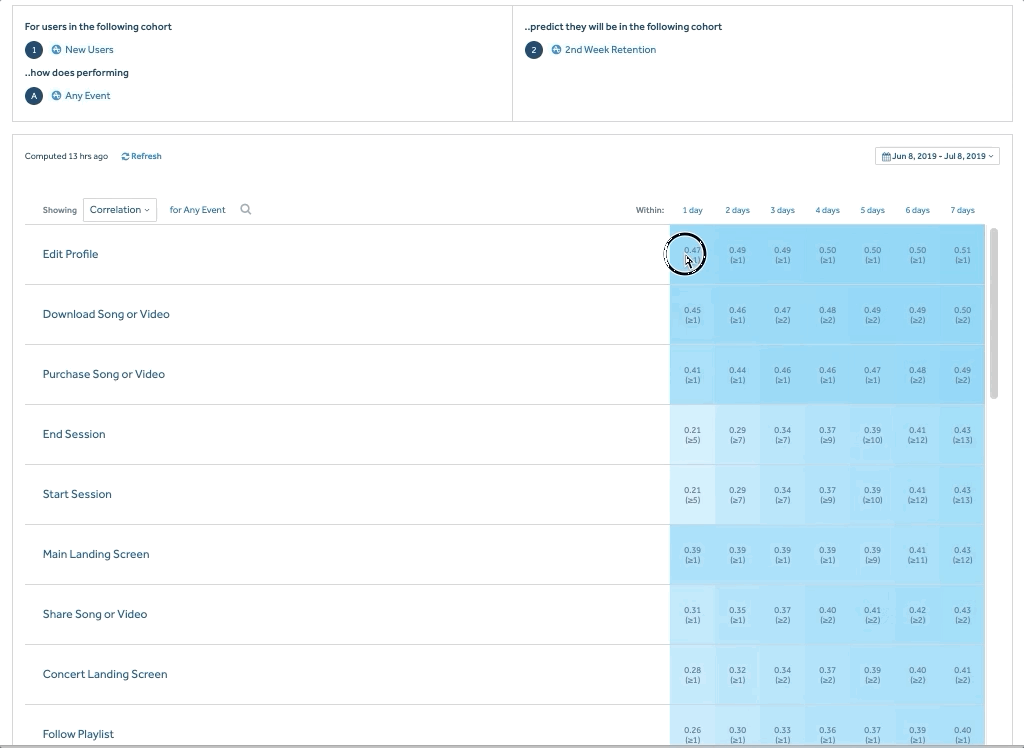 For users in the following cohort
1 New Users
..how does performing
A Any Event
..predict they will be in the following cohort
2 2nd Week Retention
Computed 13 hrs ago Refresh
Jun 8, 2019 - Jul 8, 2019
Showing Correlation for Any Event Within: 1 day 2 days 3 days 4 days 5 days 6 days 7 days
Edit Profile
0.47 0.49 0.49 0.50 0.50 0.50 0.51
(≥1) (≥1) (≥1) (≥1) (≥1) (≥1)
Download Song or Video
0.45 0.46 0.47 0.48 0.49 0.49 0.50
(≥1) (≥1) (≥2) (≥2) (≥2) (≥2) (≥2)
Purchase Song or Video
0.41 0.44 0.46 0.46 0.47 0.48 0.49
(≥1) (≥1) (≥1) (≥1) (≥1) (≥2) (≥2)
End Session
0.21 0.29 0.34 0.37 0.39 0.41 0.43
(≥5) (≥7) (≥7) (≥9) (≥10) (≥12) (≥13)
Start Session
0.21 0.29 0.34 0.37 0.39 0.41 0.43
(≥5) (≥7) (≥7) (≥9) (≥10) (≥12) (≥13)
Main Landing Screen
0.39 0.39 0.39 0.39 0.39 0.41 0.43
(≥1) (≥1) (≥1) (≥1) (≥9) (≥11) (≥12)
Share Song or Video
0.31 0.35 0.37 0.40 0.41 0.42 0.43
(≥1) (≥1) (≥2) (≥2) (≥2) (≥2) (≥2)
Concert Landing Screen
0.28 0.32 0.34 0.37 0.39 0.40 0.41
(≥1) (≥1) (≥2) (≥2) (≥2) (≥2) (≥2)
Follow Playlist
0.26 0.30 0.33 0.36 0.37 0.39 0.40
(≥1) (≥1) (≥1) (≥1) (≥1) (≥1) (≥1)